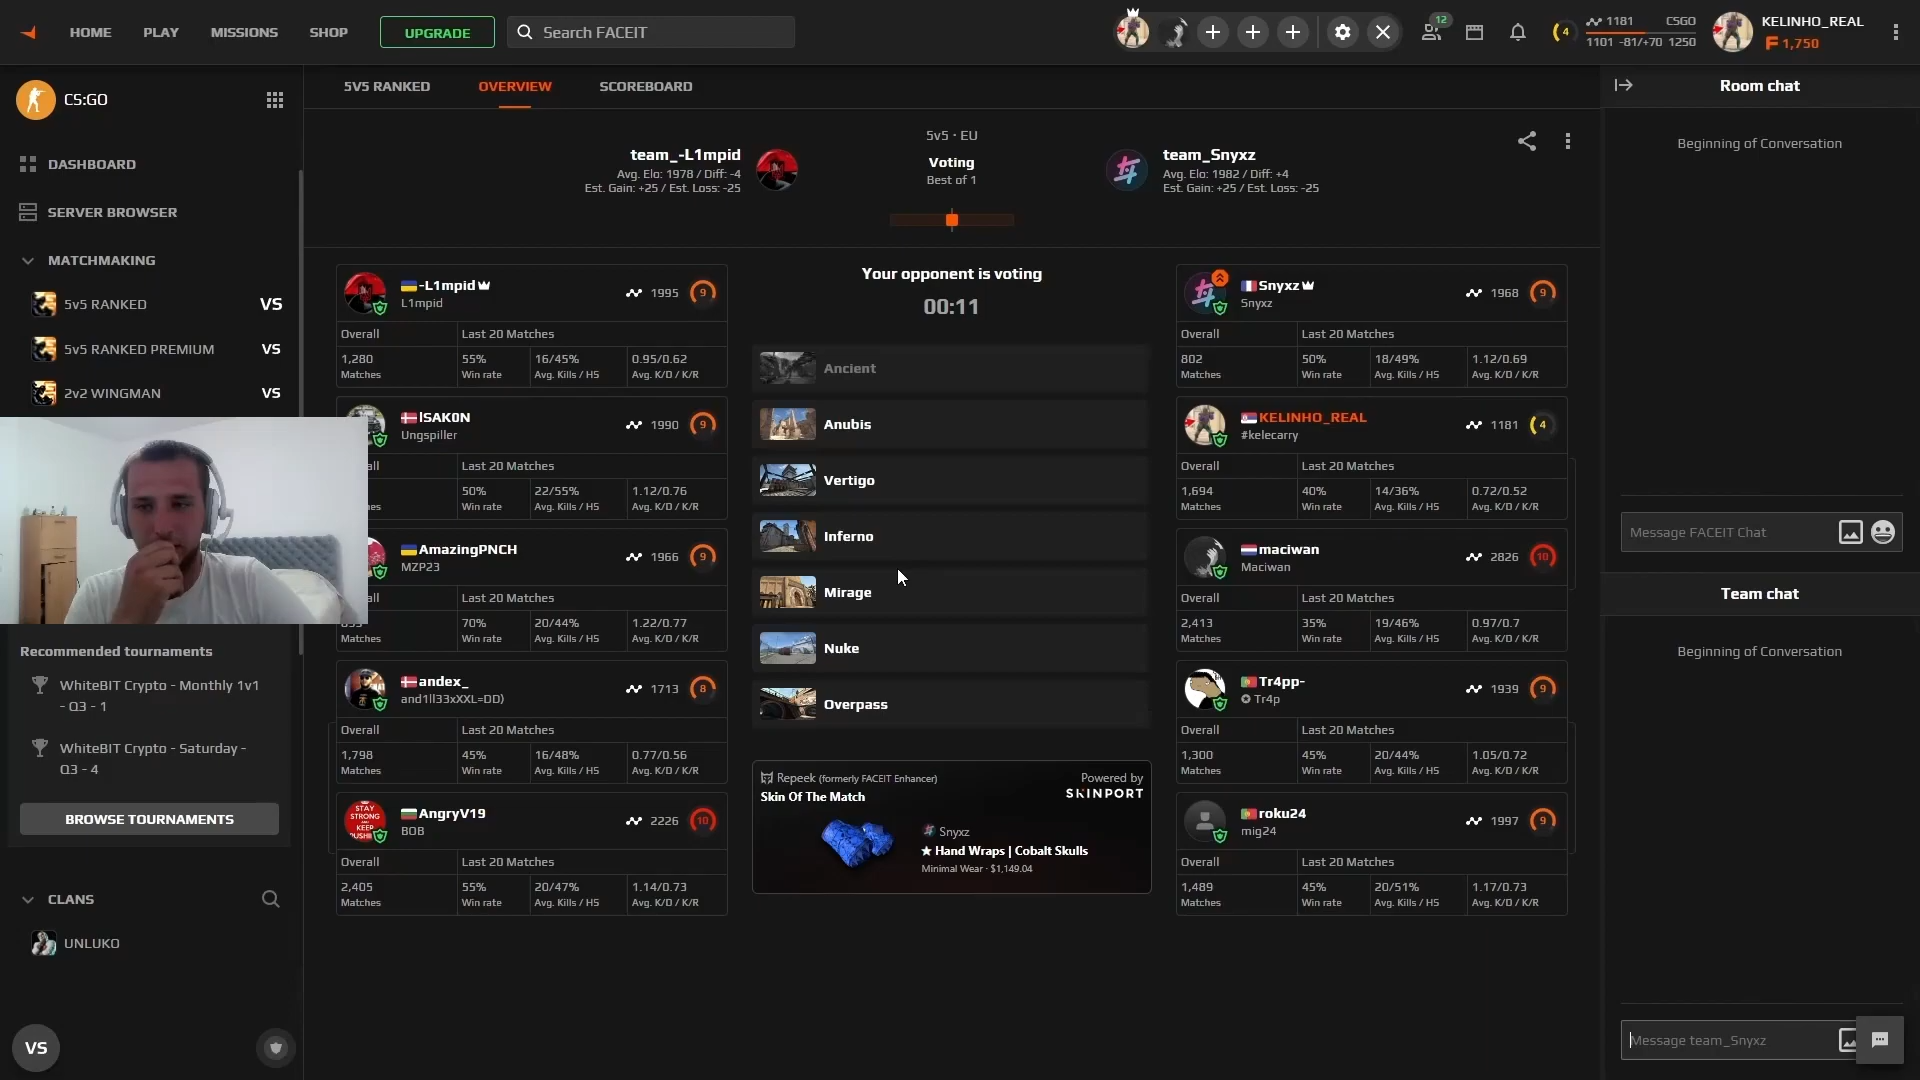 HOME
PLAY
MISSIONS
SHOP
UPGRADE
Search FACEIT
12
4
1181
CSGO
1101 -81/+70 1250
KELINHO_REAL
1,750
CS:GO
DASHBOARD
SERVER BROWSER
MATCHMAKING
5v5 RANKED
VS
5v5 RANKED PREMIUM
VS
2v2 WINGMAN
VS
Recommended tournaments
WhiteBIT Crypto - Monthly 1v1
- Q3 - 1
WhiteBIT Crypto - Saturday -
Q3 - 4
BROWSE TOURNAMENTS
CLANS
UNLUKO
VS
5V5 RANKED
OVERVIEW
SCOREBOARD
team_-L1mpid
Avg. Elo: 1978 / Diff: -4
Est. Gain: +25 / Est. Loss: -25
5v5 · EU
Voting
Best of 1
team_Snyxz
Avg. Elo: 1982 / Diff: +4
Est. Gain: +25 / Est. Loss: -25
-L1mpid
L1mpid
1995
9
Overall
Last 20 Matches
1,280
55%
16/45%
0.95/0.62
Matches
Win rate
Avg. Kills / HS
Avg. K/D / K/R
lSAK0N
Ungspiller
1990
9
all
Last 20 Matches
50%
22/55%
1.12/0.76
es
Win rate
Avg. Kills / HS
Avg. K/D / K/R
AmazingPNCH
MZP23
1966
9
all
Last 20 Matches
70%
20/44%
1.22/0.77
Matches
Win rate
Avg. Kills / HS
Avg. K/D / K/R
andex_
and1ll33xXXL=DD)
1713
8
Overall
Last 20 Matches
1,798
45%
16/48%
0.77/0.56
Matches
Win rate
Avg. Kills / HS
Avg. K/D / K/R
STAY
STRONG
AND
KEEP
PUSHIN
AngryV19
BOB
2226
10
Overall
Last 20 Matches
2,405
55%
20/47%
1.14/0.73
Matches
Win rate
Avg. Kills / HS
Avg. K/D / K/R
Your opponent is voting
00:11
Ancient
Anubis
Vertigo
Inferno
Mirage
Nuke
Overpass
Repeek (formerly FACEIT Enhancer)
Powered by
Skin Of The Match
SKINPORT
Snyxz
★ Hand Wraps | Cobalt Skulls
Minimal Wear · $1,149.04
Snyxz
Snyxz
1968
9
Overall
Last 20 Matches
802
50%
18/49%
1.12/0.69
Matches
Win rate
Avg. Kills / HS
Avg. K/D / K/R
KELINHO_REAL
#kelecarry
1181
4
Overall
Last 20 Matches
1,694
40%
14/36%
0.72/0.52
Matches
Win rate
Avg. Kills / HS
Avg. K/D / K/R
maciwan
Maciwan
2826
10
Overall
Last 20 Matches
2,413
35%
19/46%
0.97/0.7
Matches
Win rate
Avg. Kills / HS
Avg. K/D / K/R
Tr4pp-
✪ Tr4p
1939
9
Overall
Last 20 Matches
1,300
45%
20/44%
1.05/0.72
Matches
Win rate
Avg. Kills / HS
Avg. K/D / K/R
roku24
mig24
1997
9
Overall
Last 20 Matches
1,489
45%
20/51%
1.17/0.73
Matches
Win rate
Avg. Kills / HS
Avg. K/D / K/R
Room chat
Beginning of Conversation
Message FACEIT Chat
Team chat
Beginning of Conversation
Message team_Snyxz